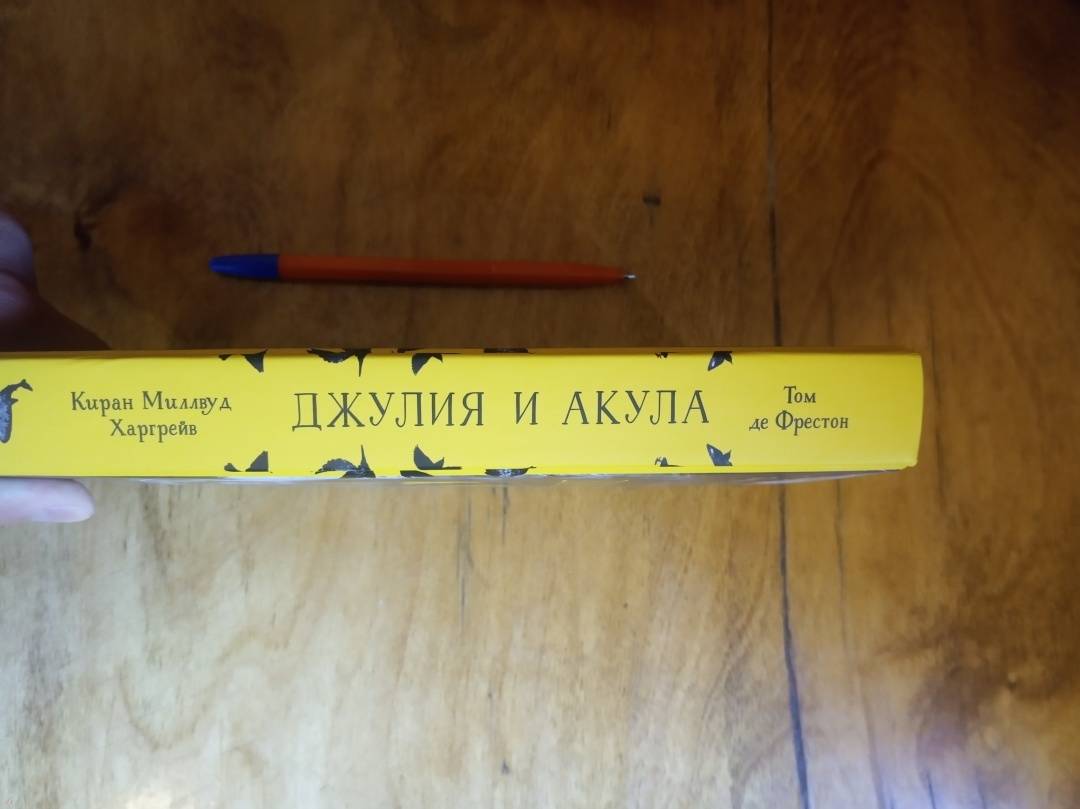 Киран Миллвуд
Харгрейв
ДЖУЛИЯ И АКУЛА
Том
де Фрестон